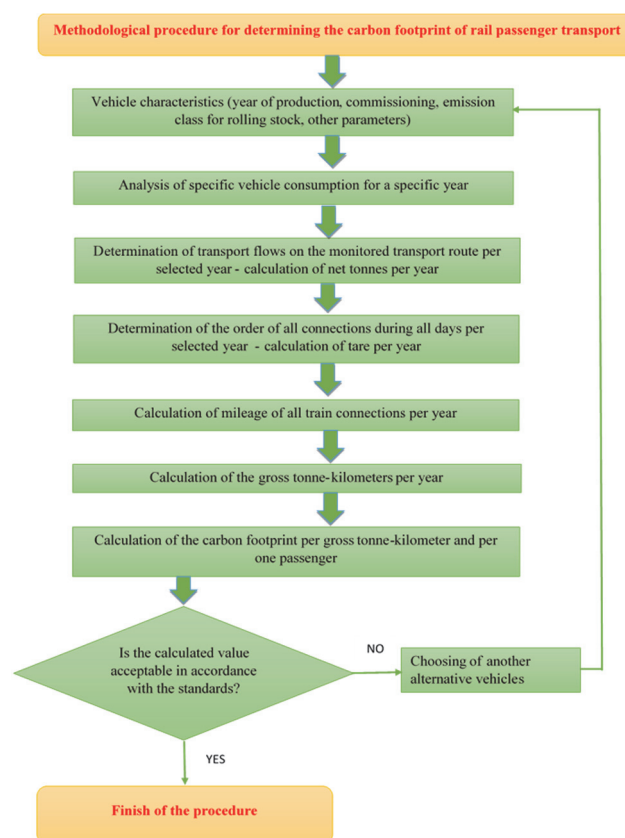 Methodological procedure for determining the carbon footprint of rail passenger transport
Vehicle characteristics (year of production, commissioning, emission
class for rolling stock, other parameters)
Analysis of specific vehicle consumption for a specific year
Determination of transport flows on the monitored transport route per
selected year - calculation of net tonnes per year
Determination of the order of all connections during all days per
selected year - calculation of tare per year
Calculation of mileage of all train connections per year
Calculation of the gross tonne-kilometers per year
Calculation of the carbon footprint per gross tonne-kilometer and per
one passenger
Is the calculated value
acceptable in accordance
with the standards?
NO
Choosing of another
alternative vehicles
YES
Finish of the procedure